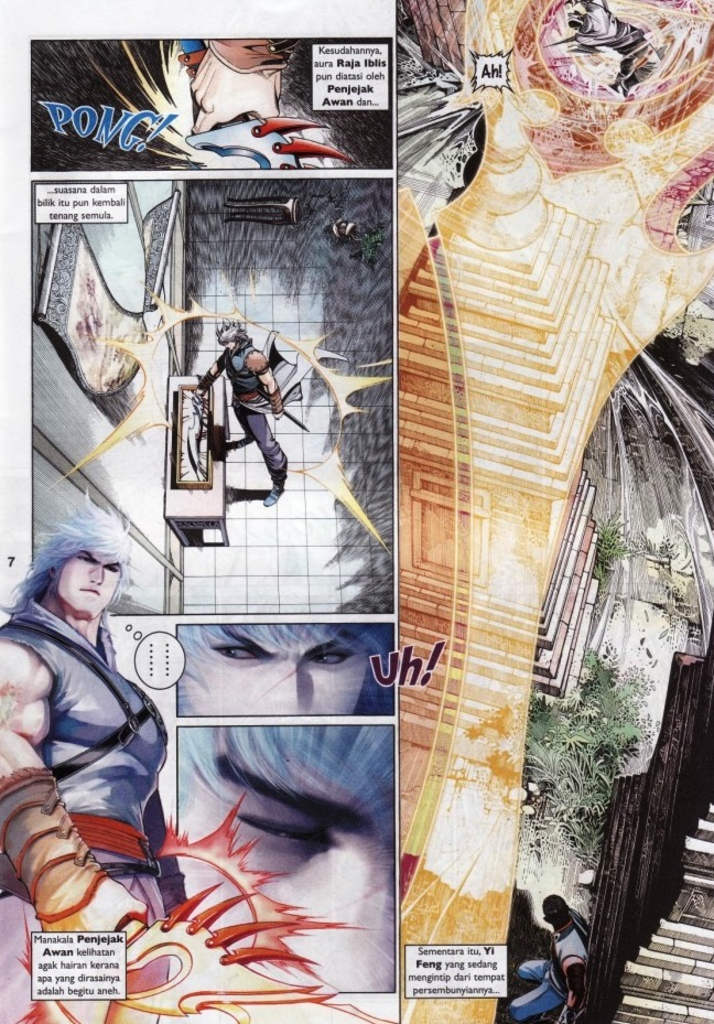 Kesudahannya,
aura Raja Iblis
pun diatasi oleh
Penjejak
Awan dan...
PONG!
...suasana dalam
bilik itu pun kembali
tenang semula.
7
......
Manakala Penjejak
Awan kelihatan
agak hairan kerana
apa yang dirasainya
adalah begitu aneh.
Ah!
Uh!
Sementara itu, Yi
Feng yang sedang
mengintip dari tempat
persembunyiannya...